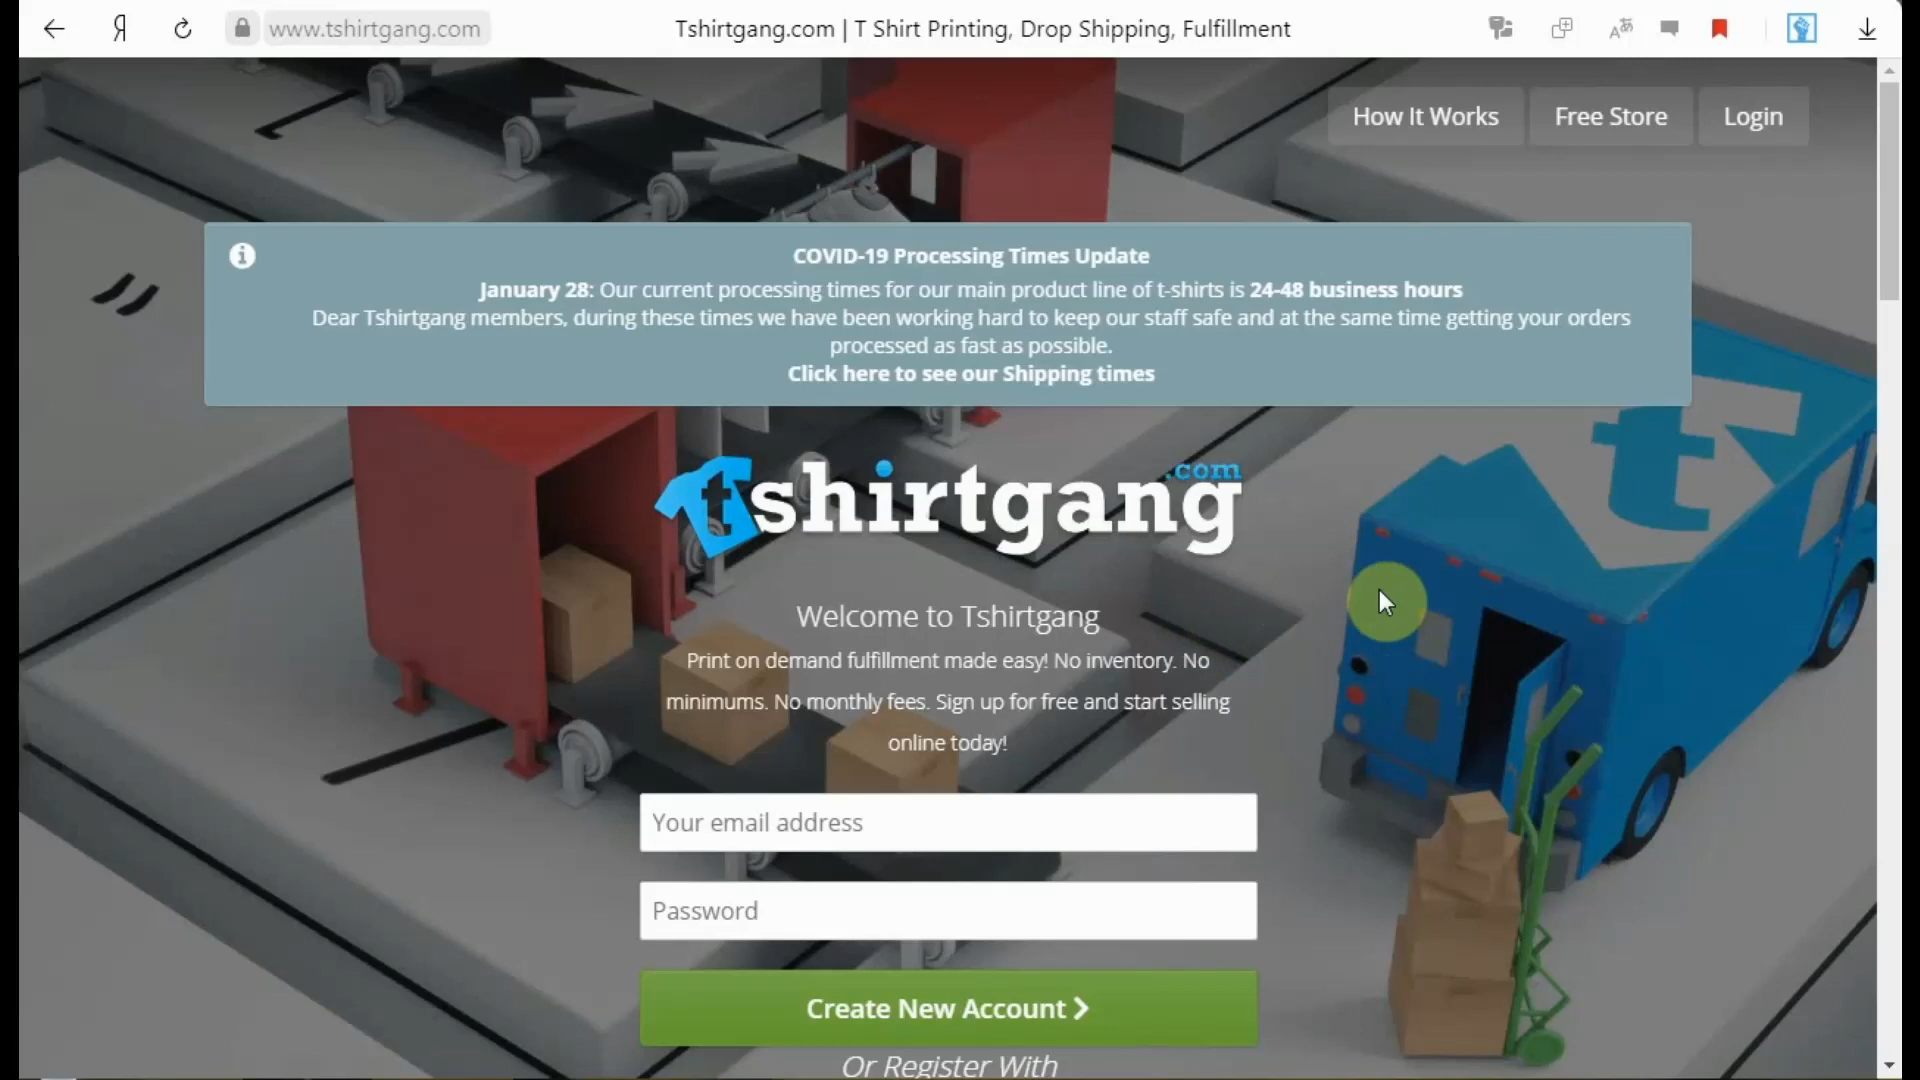 Я www.tshirtgang.com Tshirtgang.com | T Shirt Printing, Drop Shipping, Fulfillment
How It Works Free Store Login
COVID-19 Processing Times Update
January 28: Our current processing times for our main product line of t-shirts is 24-48 business hours
Dear Tshirtgang members, during these times we have been working hard to keep our staff safe and at the same time getting your orders
processed as fast as possible.
Click here to see our Shipping times
tshirtgang.com
t
Welcome to Tshirtgang
Print on demand fulfillment made easy! No inventory. No
minimums. No monthly fees. Sign up for free and start selling
online today!
Your email address
Password
Create New Account
Or Register With